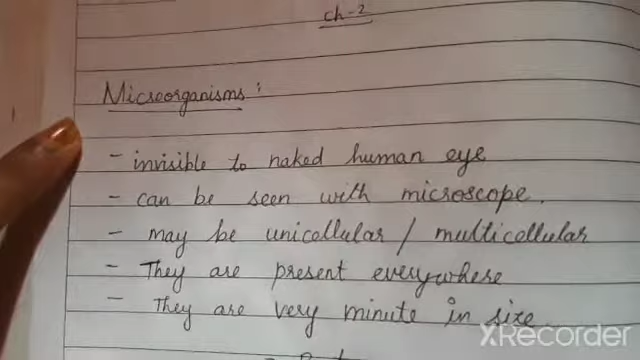 ch-2
Microorganisms :
- invisible to naked human eye
- can be seen with microscope.
- may be unicellular / multicellular
- They are present everywhere
- They are very minute in size
XRecorder